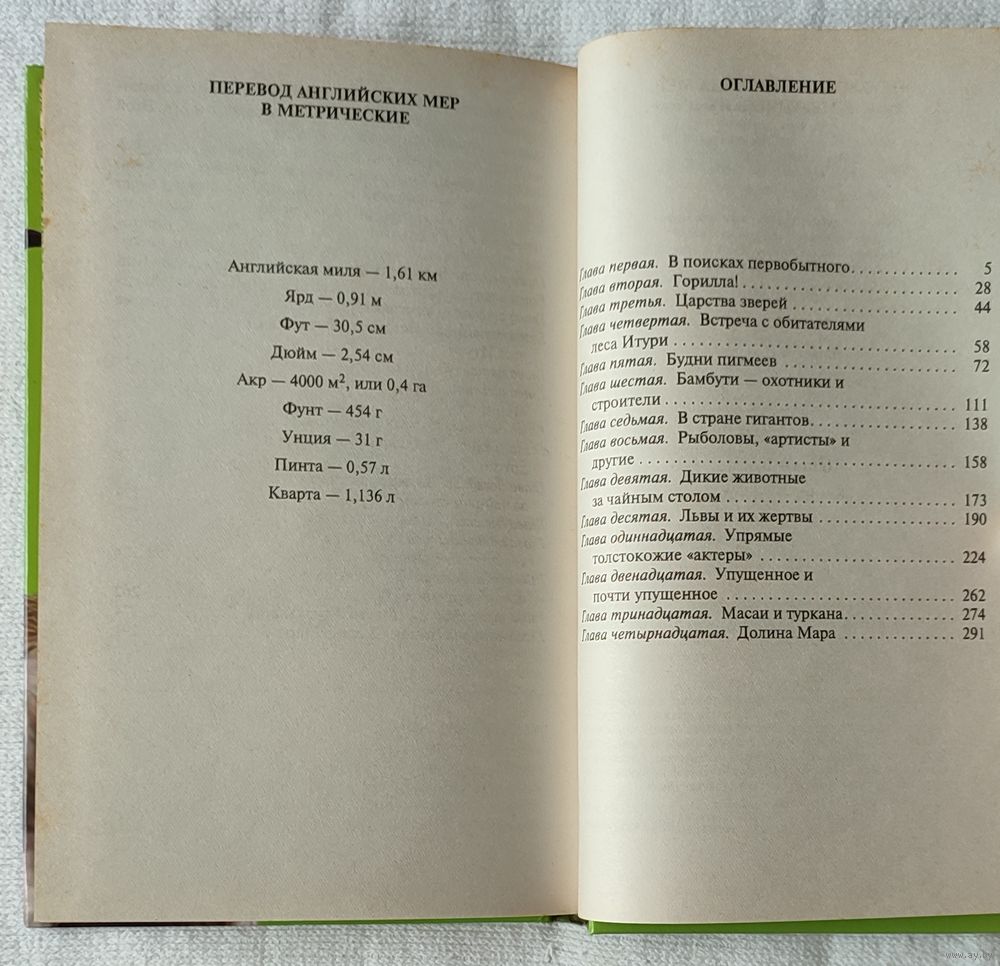 ПЕРЕВОД АНГЛИЙСКИХ МЕР
В МЕТРИЧЕСКИЕ
Английская миля — 1,61 км
Ярд — 0,91 м
Фут — 30,5 см
Дюйм — 2,54 см
Акр — 4000 м², или 0,4 га
Фунт — 454 г
Унция — 31 г
Пинта — 0,57 л
Кварта — 1,136 л
ОГЛАВЛЕНИЕ
Глава первая. В поисках первобытного. . . . . . . . . . . . 5
Глава вторая. Горилла! . . . . . . . . . . . . . . . . . . . . . . . . 28
Глава третья. Царства зверей . . . . . . . . . . . . . . . . . . 44
Глава четвертая. Встреча с обитателями
леса Итури . . . . . . . . . . . . . . . . . . . . . . . . . . . . . . . 58
Глава пятая. Будни пигмеев . . . . . . . . . . . . . . . . . . . 72
Глава шестая. Бамбути — охотники и
строители . . . . . . . . . . . . . . . . . . . . . . . . . . . . . . . . 111
Глава седьмая. В стране гигантов. . . . . . . . . . . . . . . . 138
Глава восьмая. Рыболовы, «артисты» и
другие . . . . . . . . . . . . . . . . . . . . . . . . . . . . . . . . . . . 158
Глава девятая. Дикие животные
за чайным столом . . . . . . . . . . . . . . . . . . . . . . . . . 173
Глава десятая. Львы и их жертвы . . . . . . . . . . . . . . . 190
Глава одиннадцатая. Упрямые
толстокожие «актеры» . . . . . . . . . . . . . . . . . . . . . 224
Глава двенадцатая. Упущенное и
почти упущенное . . . . . . . . . . . . . . . . . . . . . . . . . 262
Глава тринадцатая. Масаи и туркана. . . . . . . . . . . . . 274
Глава четырнадцатая. Долина Мара . . . . . . . . . . . . . 291
www.ay.by